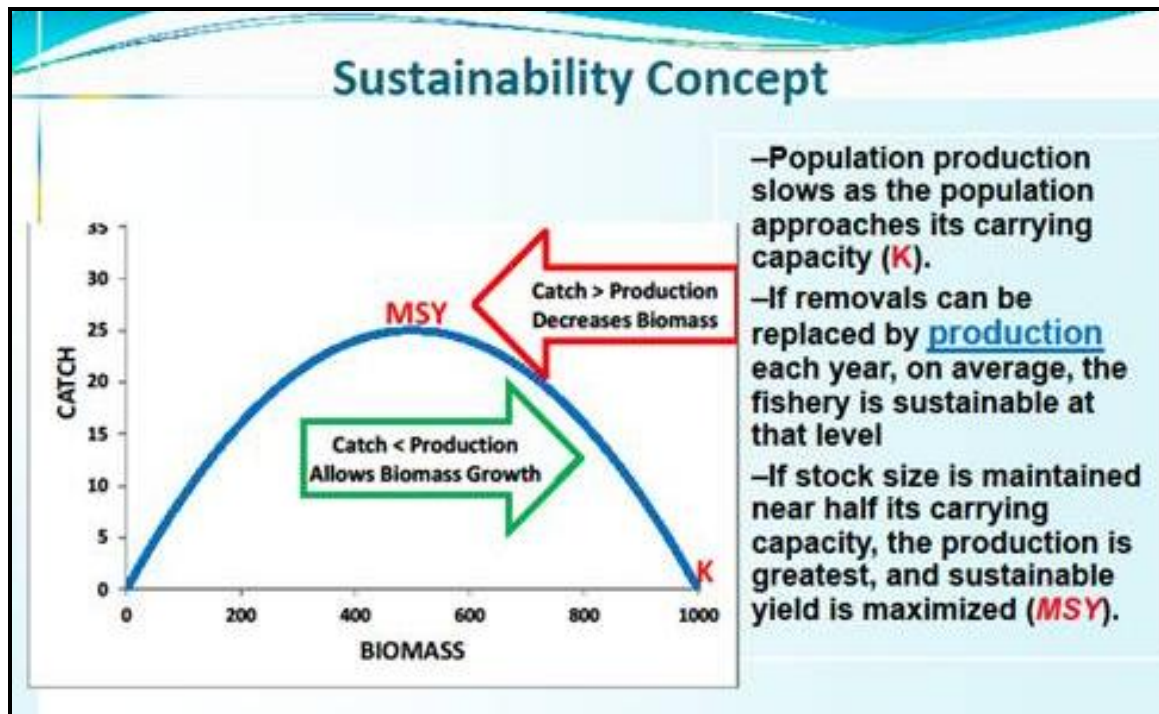 Sustainability Concept
–Population production
slows as the population
approaches its carrying
capacity (K).
–If removals can be
replaced by production
each year, on average, the
fishery is sustainable at
that level
–If stock size is maintained
near half its carrying
capacity, the production is
greatest, and sustainable
yield is maximized (MSY).
35
30
25
20
15
10
5
0
CATCH
MSY
Catch > Production
Decreases Biomass
Catch < Production
Allows Biomass Growth
K
0 200 400 600 800 1000
BIOMASS